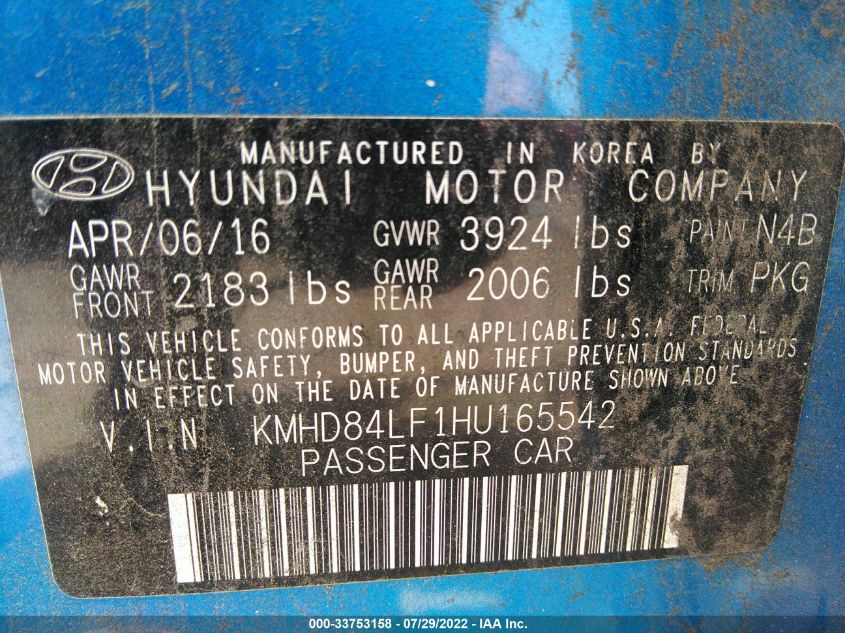 MANUFACTURED IN KOREA BY
HYUNDAI MOTOR COMPANY
APR/06/16 GVWR 3924 lbs PAINT N4B
GAWR FRONT 2183 lbs GAWR REAR 2006 lbs TRIM PKG
THIS VEHICLE CONFORMS TO ALL APPLICABLE U.S.A. FEDERAL
MOTOR VEHICLE SAFETY, BUMPER, AND THEFT PREVENTION STANDARDS
IN EFFECT ON THE DATE OF MANUFACTURE SHOWN ABOVE
V.I.N KMHD84LF1HU165542
PASSENGER CAR
000-33753158 - 07/29/2022 - IAA Inc.